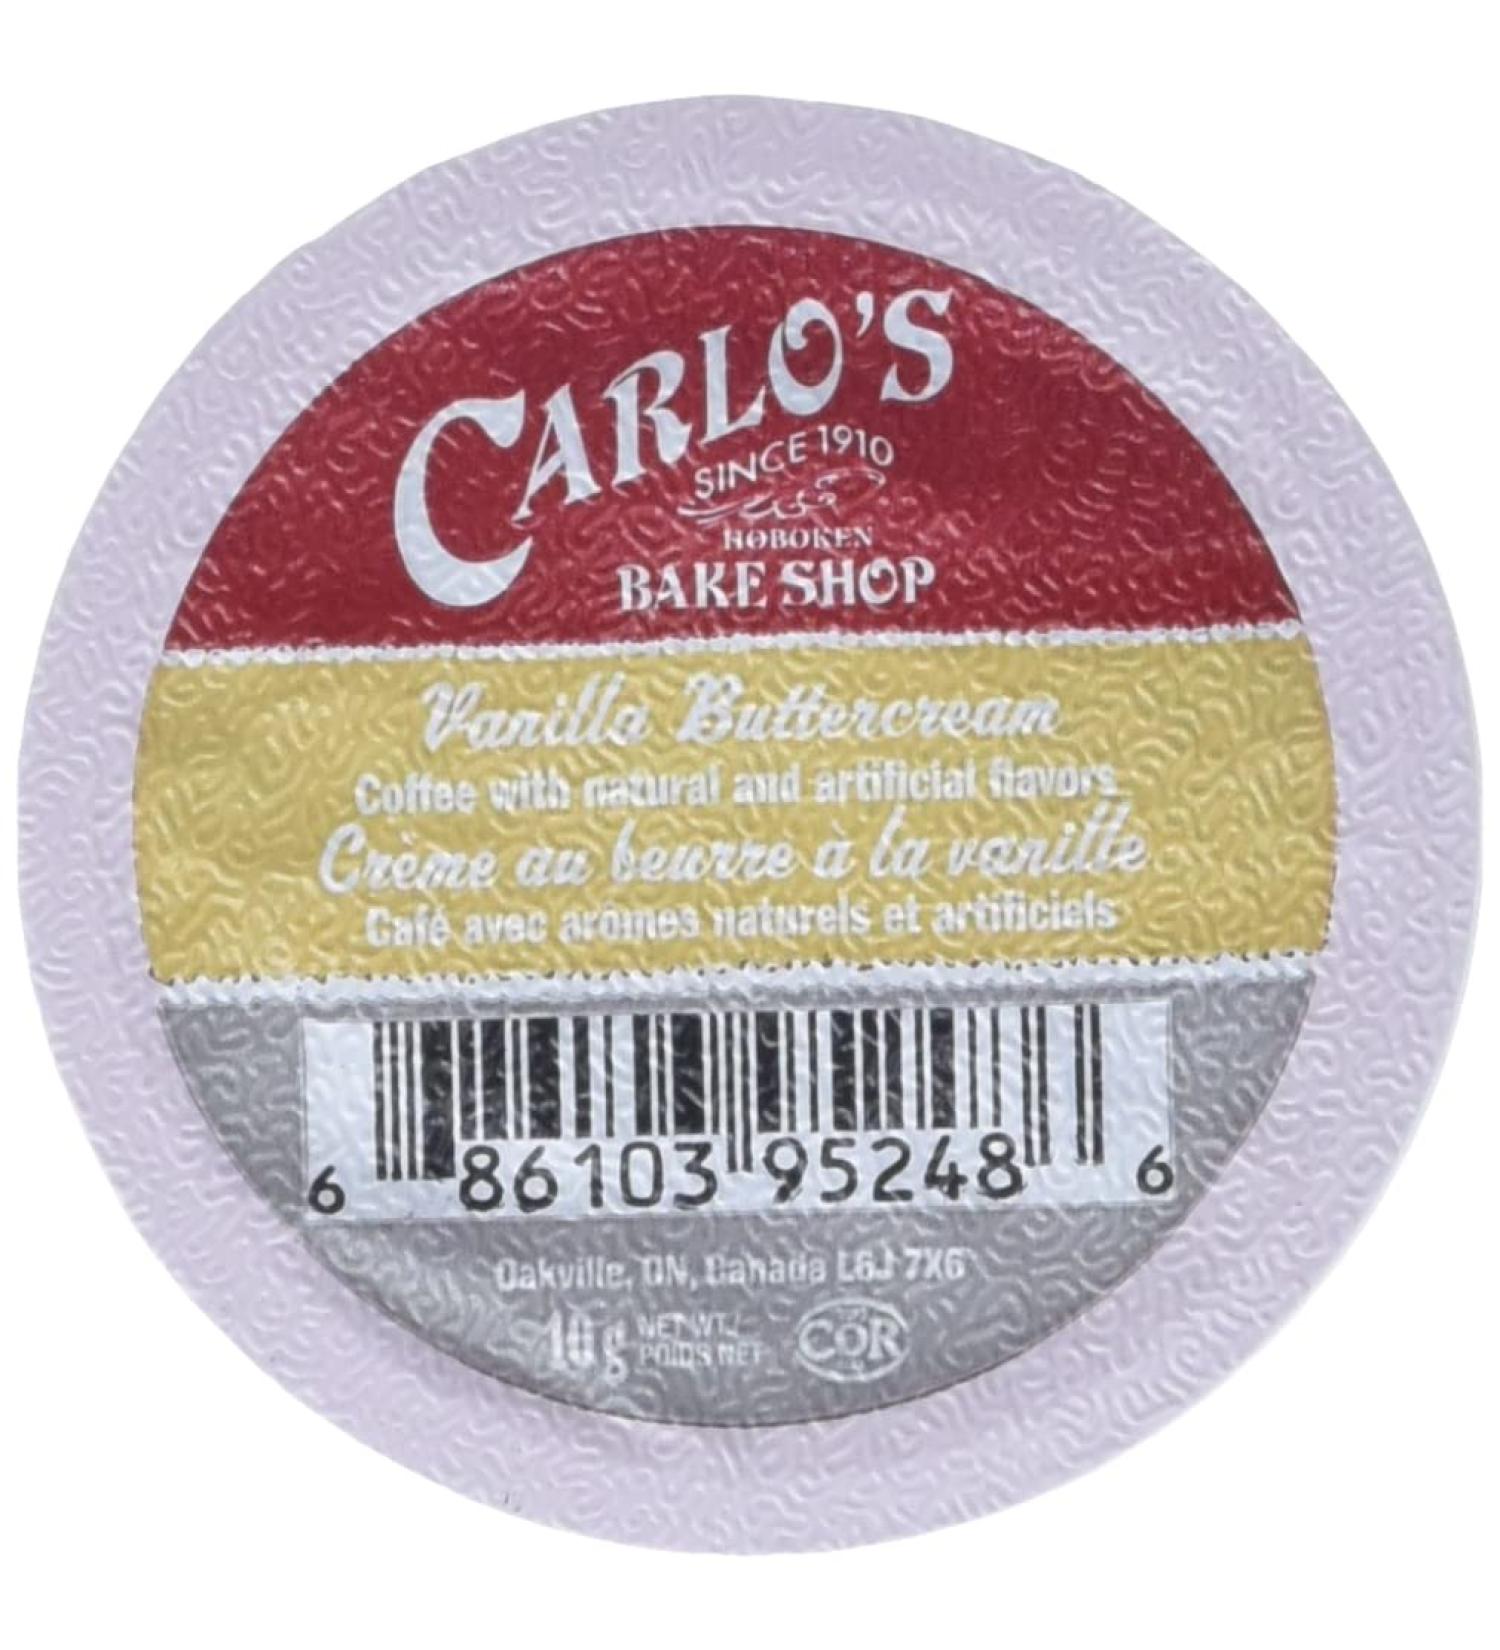 CARLO'S
SINCE 1910
HOBOKEN
BAKE SHOP
Vanilla Buttercream
Coffee with natural and artificial flavors
Crème au beurre à la vanille
Café avec arômes naturels et artificiels
6 86103 95248 6
Oakville, ON, Canada L6J 7X6
10 g NET WT./
POIDS NET
COR